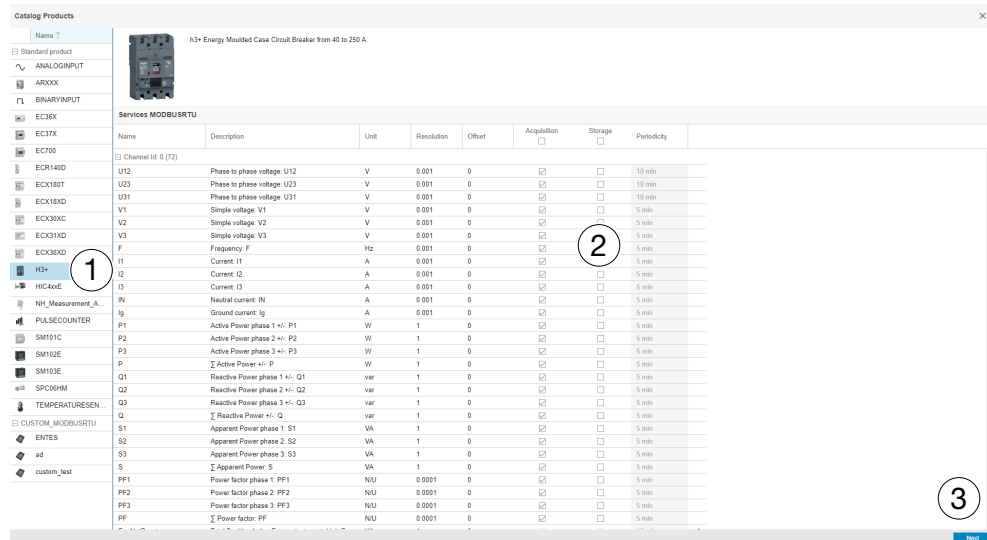 Catalog Products
Name
Standard product
ANALOGINPUT
ARXXX
BINARYINPUT
EC36X
EC37X
EC700
ECR140D
ECX180T
ECX18XD
ECX30XC
ECX31XD
ECX38XD
H3+
HIC4xxE
NH_Measurement_A...
PULSECOUNTER
SM101C
SM102E
SM103E
SPC06HM
TEMPERATURESEN...
CUSTOM_MODBUSRTU
ENTES
ad
custom_test
1
h3+ Energy Moulded Case Circuit Breaker from 40 to 250 A.
Services MODBUSRTU
Name Description Unit Resolution Offset Acquisition Storage Periodicity
Channel Id: 0 (72)
U12 Phase to phase voltage: U12 V 0.001 0 10 min
U23 Phase to phase voltage: U23 V 0.001 0 10 min
U31 Phase to phase voltage: U31 V 0.001 0 10 min
V1 Simple voltage: V1 V 0.001 0 5 min
V2 Simple voltage: V2 V 0.001 0 5 min
V3 Simple voltage: V3 V 0.001 0 5 min
F Frequency: F Hz 0.001 0 5 min
I1 Current: I1 A 0.001 0 5 min
I2 Current: I2 A 0.001 0 5 min
I3 Current: I3 A 0.001 0 5 min
IN Neutral current: IN A 0.001 0 5 min
Ig Ground current: Ig A 0.001 0 5 min
P1 Active Power phase 1 +/-: P1 W 1 0 5 min
P2 Active Power phase 2 +/-: P2 W 1 0 5 min
P3 Active Power phase 3 +/-: P3 W 1 0 5 min
P ∑ Active Power +/-: P W 1 0 5 min
Q1 Reactive Power phase 1 +/-: Q1 var 1 0 5 min
Q2 Reactive Power phase 2 +/-: Q2 var 1 0 5 min
Q3 Reactive Power phase 3 +/-: Q3 var 1 0 5 min
Q ∑ Reactive Power +/-: Q var 1 0 5 min
S1 Apparent Power phase 1: S1 VA 1 0 5 min
S2 Apparent Power phase 2: S2 VA 1 0 5 min
S3 Apparent Power phase 3: S3 VA 1 0 5 min
S ∑ Apparent Power: S VA 1 0 5 min
PF1 Power factor phase 1: PF1 N/U 0.0001 0 5 min
PF2 Power factor phase 2: PF2 N/U 0.0001 0 5 min
PF3 Power factor phase 3: PF3 N/U 0.0001 0 5 min
PF ∑ Power factor: PF N/U 0.0001 0 5 min
2
3
Next